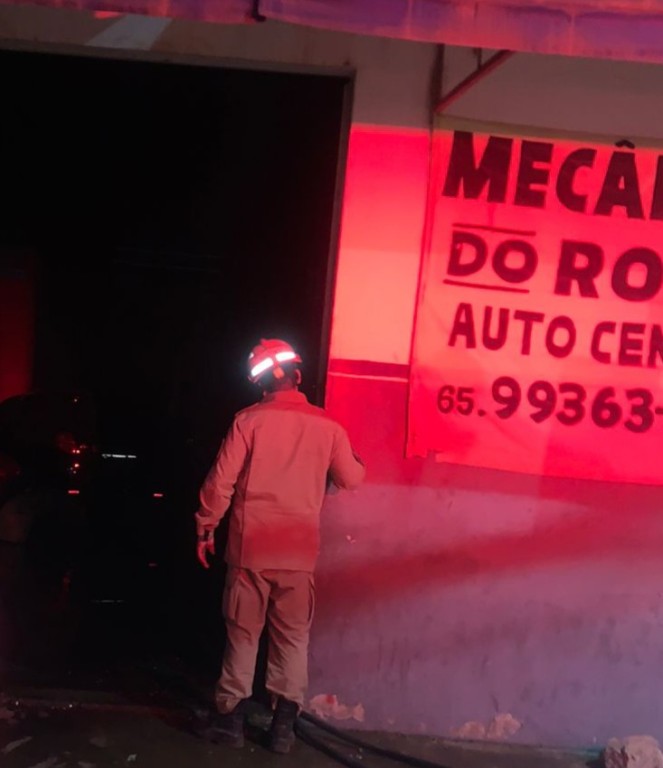 MECÂ
DO RO
AUTO CEN
65.99363-